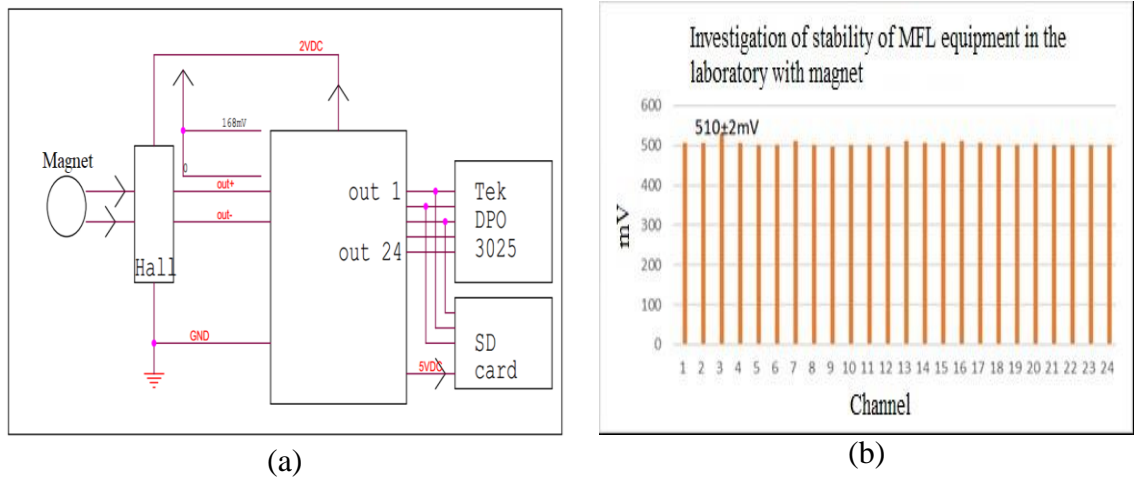 2VDC
168mV
0
Magnet
out+
out-
Hall
GND
out 1
out 24
Tek
DPO
3025
SD
card
5VDC
(a)
Investigation of stability of MFL equipment in the
laboratory with magnet
600
510±2mV
500
400
300
200
100
0
mV
1 2 3 4 5 6 7 8 9 10 11 12 13 14 15 16 17 18 19 20 21 22 23 24
Channel
(b)